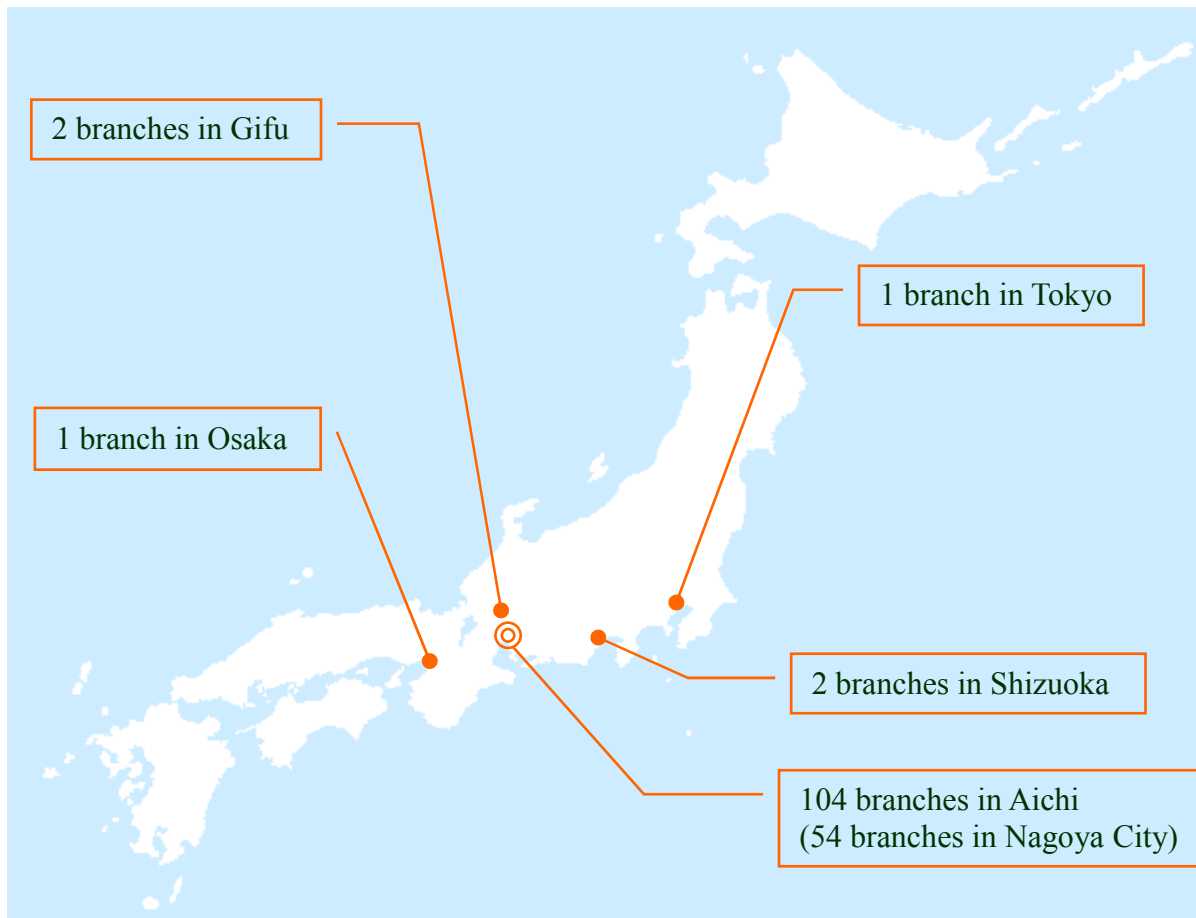 2 branches in Gifu
1 branch in Tokyo
1 branch in Osaka
2 branches in Shizuoka
104 branches in Aichi
(54 branches in Nagoya City)